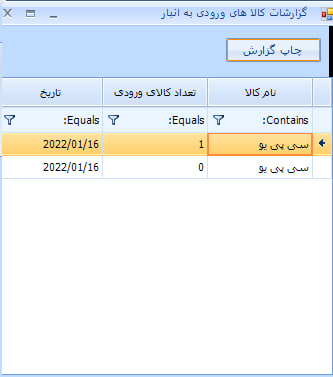 گزارشات کالا های ورودی به انبار
چاپ گزارش
نام کالا تعداد کالای ورودی تاریخ
Contains: Equals: Equals:
سی پی یو 1 2022/01/16
سی پی یو 0 2022/01/16